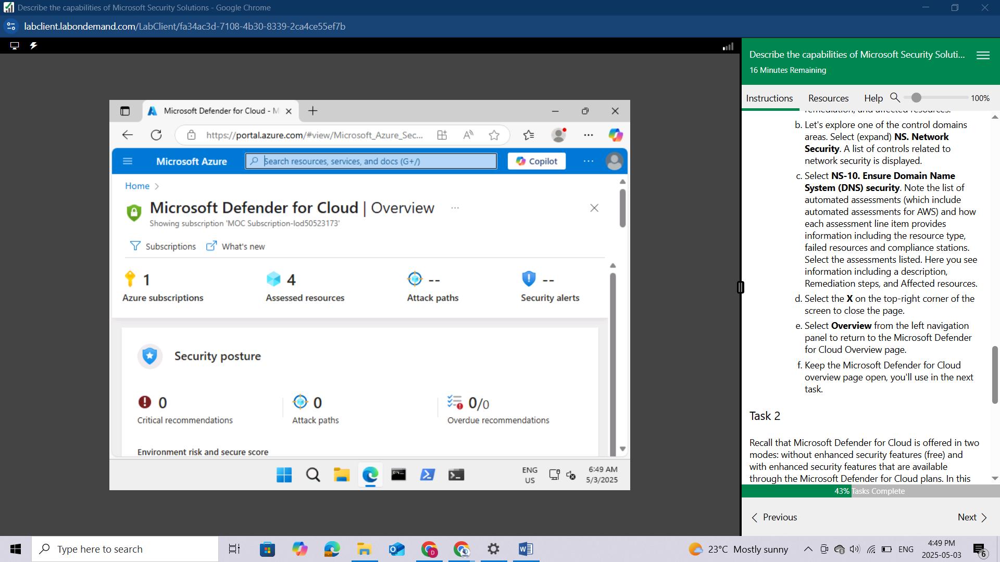 Describe the capabilities of Microsoft Security Solutions - Google Chrome
labclient.labondemand.com/LabClient/fa34ac3d-7108-4b30-8339-2ca4ce55ef7b
Microsoft Defender for Cloud - M
https://portal.azure.com/#view/Microsoft_Azure_Sec...
Microsoft Azure
Search resources, services, and docs (G+/)
Copilot
Home
Microsoft Defender for Cloud | Overview
Showing subscription 'MOC Subscription-lod50523173'
Subscriptions
What's new
1
Azure subscriptions
4
Assessed resources
--
Attack paths
--
Security alerts
Security posture
0
Critical recommendations
0
Attack paths
0/0
Overdue recommendations
Environment risk and secure score
ENG
US
6:49 AM
5/3/2025
Describe the capabilities of Microsoft Security Soluti...
16 Minutes Remaining
Instructions
Resources
Help
100%
remediation, and affected resources.
b. Let's explore one of the control domains
areas. Select (expand) NS. Network
Security. A list of controls related to
network security is displayed.
c. Select NS-10. Ensure Domain Name
System (DNS) security. Note the list of
automated assessments (which include
automated assessments for AWS) and how
each assessment line item provides
information including the resource type,
failed resources and compliance stations.
Select the assessments listed. Here you see
information including a description,
Remediation steps, and Affected resources.
d. Select the X on the top-right corner of the
screen to close the page.
e. Select Overview from the left navigation
panel to return to the Microsoft Defender
for Cloud Overview page.
f. Keep the Microsoft Defender for Cloud
overview page open, you'll use in the next
task.
Task 2
Recall that Microsoft Defender for Cloud is offered in two
modes: without enhanced security features (free) and
with enhanced security features that are available
through the Microsoft Defender for Cloud plans. In this
43% Tasks Complete
Previous
Next
Type here to search
23°C Mostly sunny
ENG
4:49 PM
2025-05-03
6